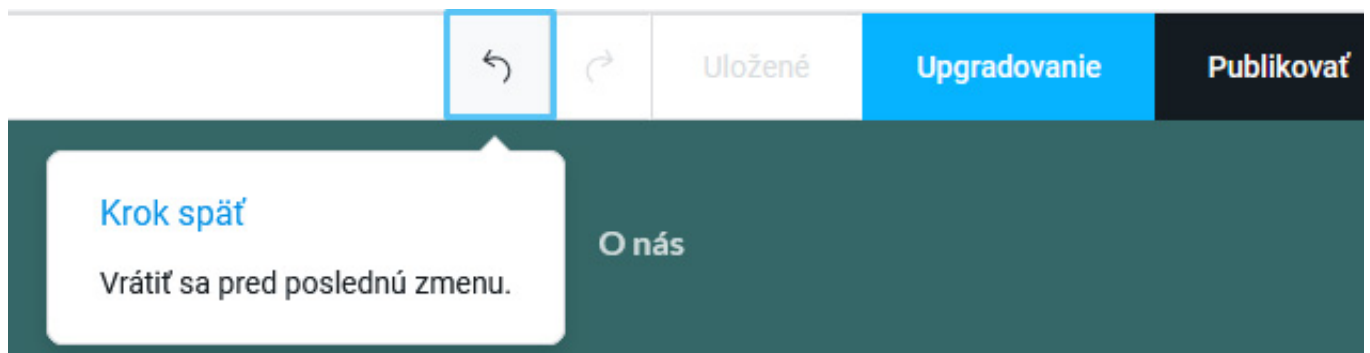 Uložené
Upgradovanie
Publikovať
Krok späť
Vrátiť sa pred poslednú zmenu.
O nás